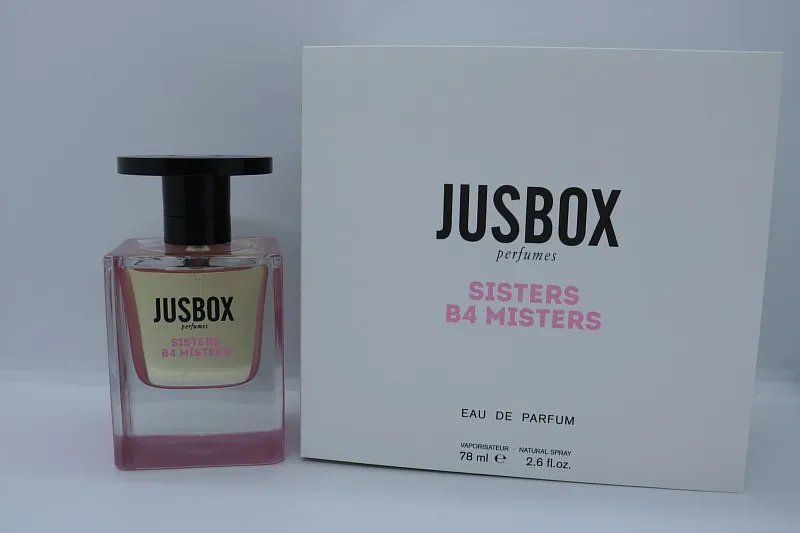 JUSBOX
perfumes
SISTERS
B4 MISTERS
JUSBOX
perfumes
SISTERS
B4 MISTERS
EAU DE PARFUM
VAPORISATEUR - NATURAL SPRAY
78 ml ℮ 2.6 fl.oz.